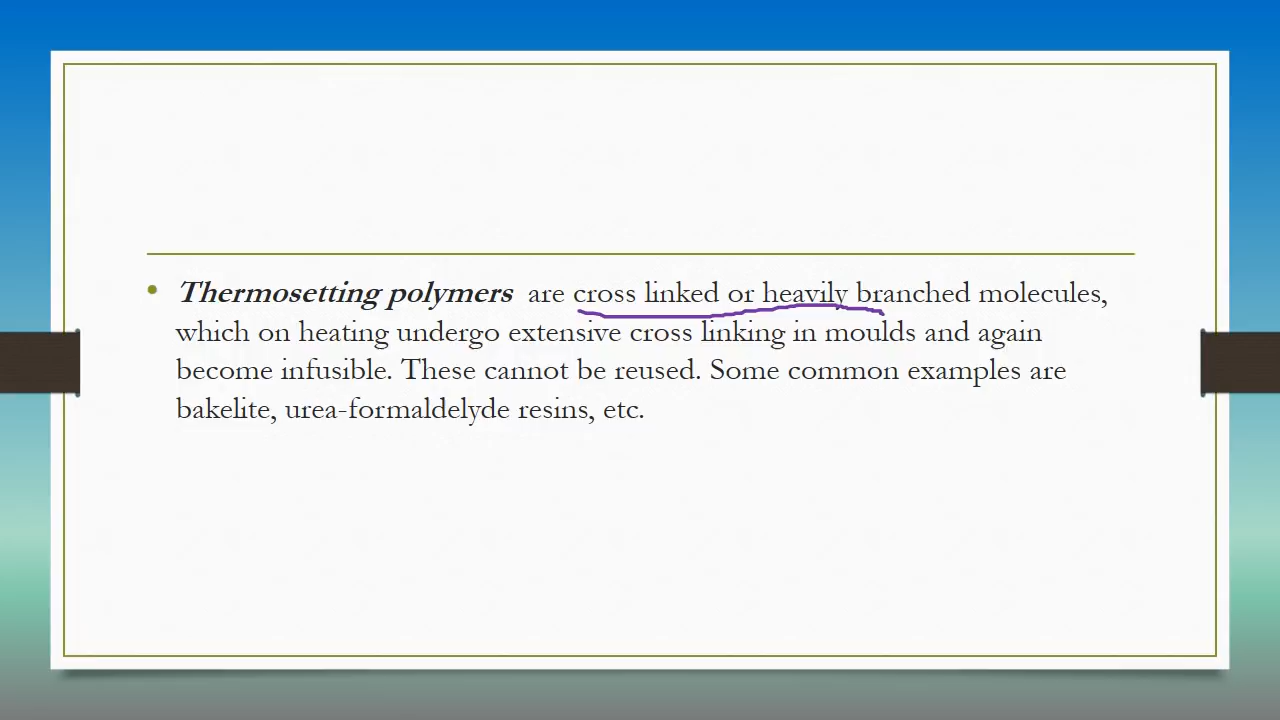 • Thermosetting polymers are cross linked or heavily branched molecules,
which on heating undergo extensive cross linking in moulds and again
become infusible. These cannot be reused. Some common examples are
bakelite, urea-formaldelyde resins, etc.